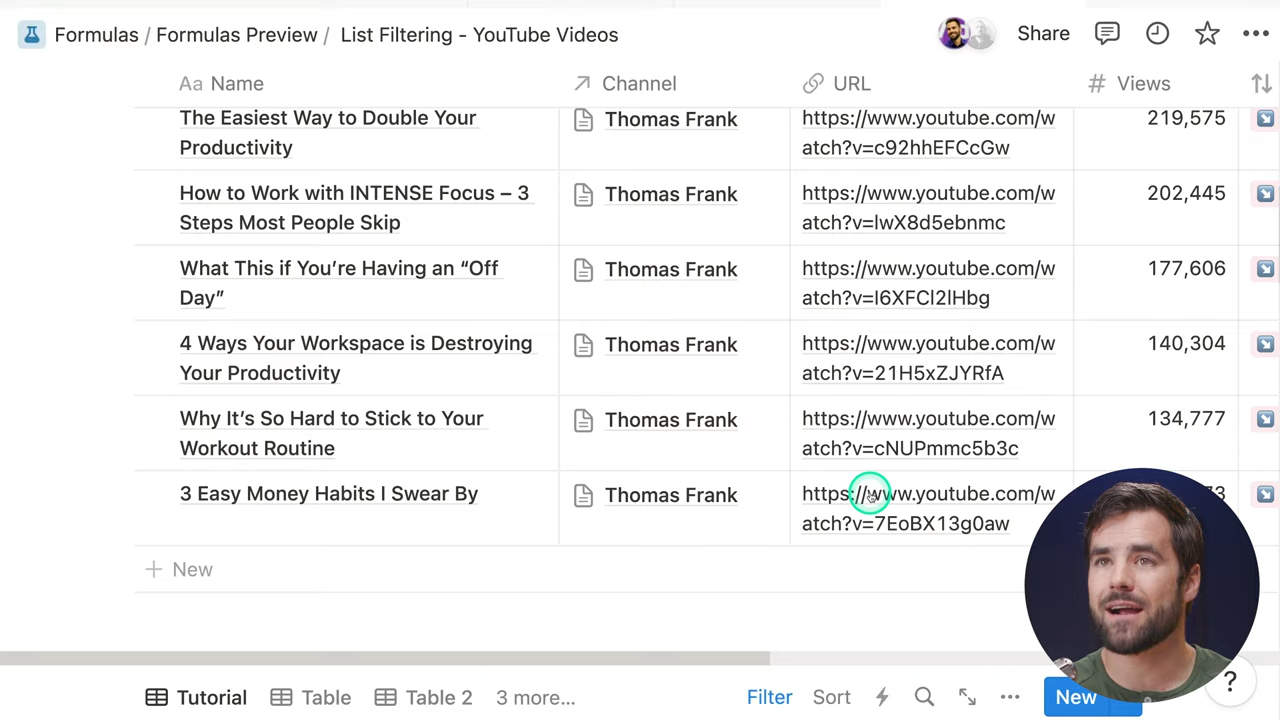 Formulas / Formulas Preview / List Filtering - YouTube Videos
Share
Aa Name
Channel
URL
# Views
The Easiest Way to Double Your
Productivity
Thomas Frank
https://www.youtube.com/w
atch?v=c92hhEFCcGw
219,575
How to Work with INTENSE Focus – 3
Steps Most People Skip
Thomas Frank
https://www.youtube.com/w
atch?v=lwX8d5ebnmc
202,445
What This if You’re Having an “Off
Day”
Thomas Frank
https://www.youtube.com/w
atch?v=I6XFCl2lHbg
177,606
4 Ways Your Workspace is Destroying
Your Productivity
Thomas Frank
https://www.youtube.com/w
atch?v=21H5xZJYRfA
140,304
Why It’s So Hard to Stick to Your
Workout Routine
Thomas Frank
https://www.youtube.com/w
atch?v=cNUPmmc5b3c
134,777
3 Easy Money Habits I Swear By
Thomas Frank
https://www.youtube.com/w
atch?v=7EoBX13g0aw
+ New
Tutorial
Table
Table 2
3 more...
Filter
Sort
New
?